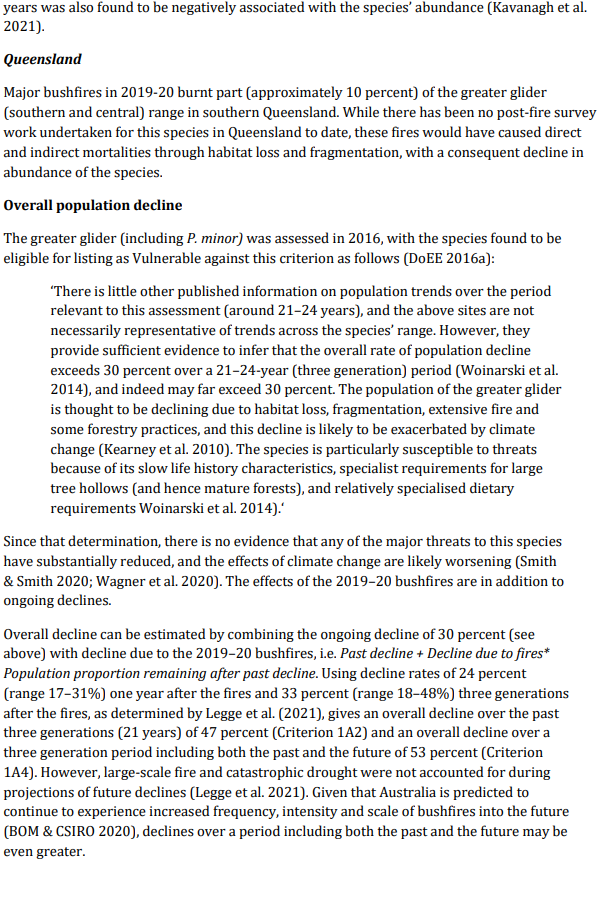 years was also found to be negatively associated with the species’ abundance (Kavanagh et al.
2021).
Queensland
Major bushfires in 2019-20 burnt part (approximately 10 percent) of the greater glider
(southern and central) range in southern Queensland. While there has been no post-fire survey
work undertaken for this species in Queensland to date, these fires would have caused direct
and indirect mortalities through habitat loss and fragmentation, with a consequent decline in
abundance of the species.
Overall population decline
The greater glider (including P. minor) was assessed in 2016, with the species found to be
eligible for listing as Vulnerable against this criterion as follows (DoEE 2016a):
‘There is little other published information on population trends over the period
relevant to this assessment (around 21–24 years), and the above sites are not
necessarily representative of trends across the species’ range. However, they
provide sufficient evidence to infer that the overall rate of population decline
exceeds 30 percent over a 21–24-year (three generation) period (Woinarski et al.
2014), and indeed may far exceed 30 percent. The population of the greater glider
is thought to be declining due to habitat loss, fragmentation, extensive fire and
some forestry practices, and this decline is likely to be exacerbated by climate
change (Kearney et al. 2010). The species is particularly susceptible to threats
because of its slow life history characteristics, specialist requirements for large
tree hollows (and hence mature forests), and relatively specialised dietary
requirements Woinarski et al. 2014).‘
Since that determination, there is no evidence that any of the major threats to this species
have substantially reduced, and the effects of climate change are likely worsening (Smith
& Smith 2020; Wagner et al. 2020). The effects of the 2019–20 bushfires are in addition to
ongoing declines.
Overall decline can be estimated by combining the ongoing decline of 30 percent (see
above) with decline due to the 2019–20 bushfires, i.e. Past decline + Decline due to fires*
Population proportion remaining after past decline. Using decline rates of 24 percent
(range 17–31%) one year after the fires and 33 percent (range 18–48%) three generations
after the fires, as determined by Legge et al. (2021), gives an overall decline over the past
three generations (21 years) of 47 percent (Criterion 1A2) and an overall decline over a
three generation period including both the past and the future of 53 percent (Criterion
1A4). However, large-scale fire and catastrophic drought were not accounted for during
projections of future declines (Legge et al. 2021). Given that Australia is predicted to
continue to experience increased frequency, intensity and scale of bushfires into the future
(BOM & CSIRO 2020), declines over a period including both the past and the future may be
even greater.